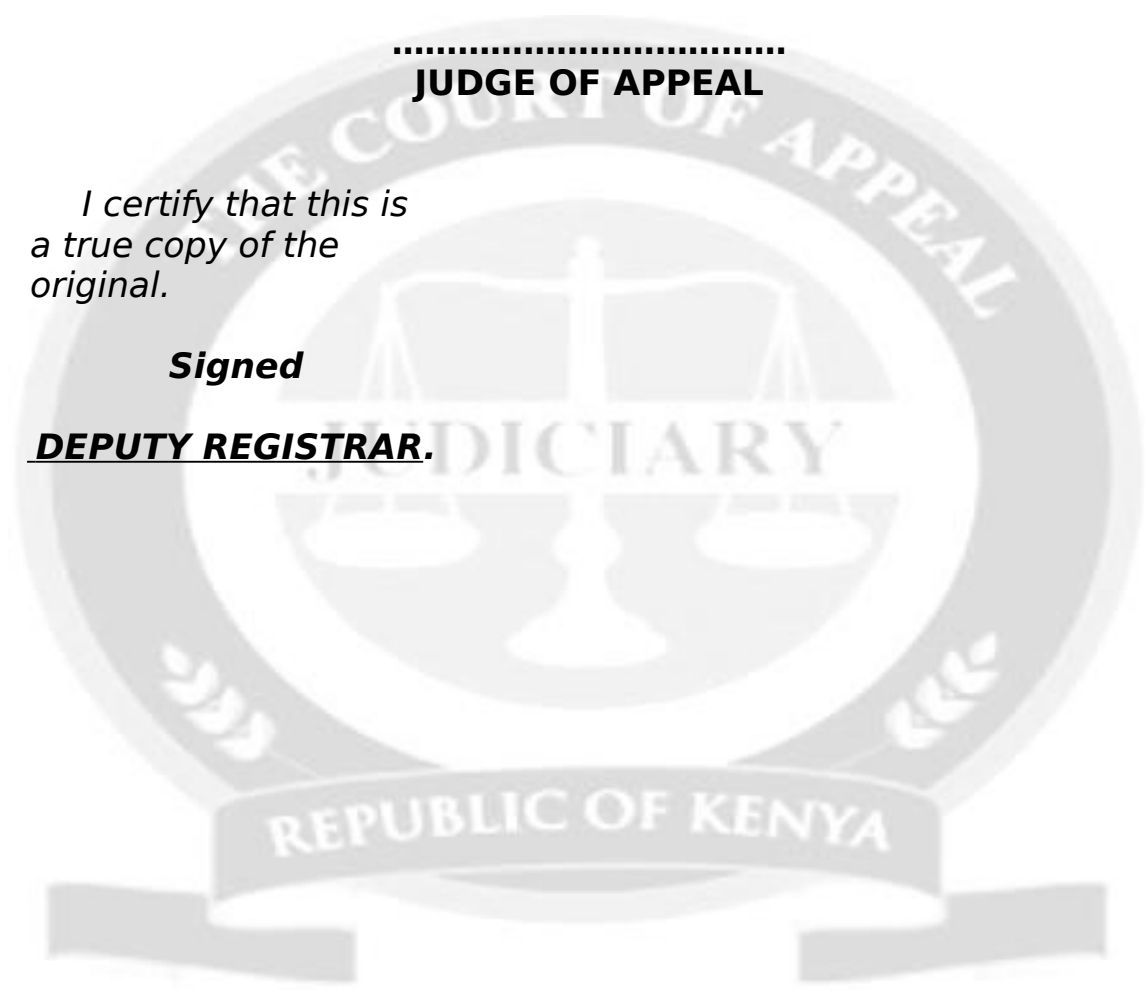 ....................................
JUDGE OF APPEAL
THE COURT OF APPEAL
I certify that this is
a true copy of the
original.
Signed
DEPUTY REGISTRAR.
JUDICIARY
REPUBLIC OF KENYA